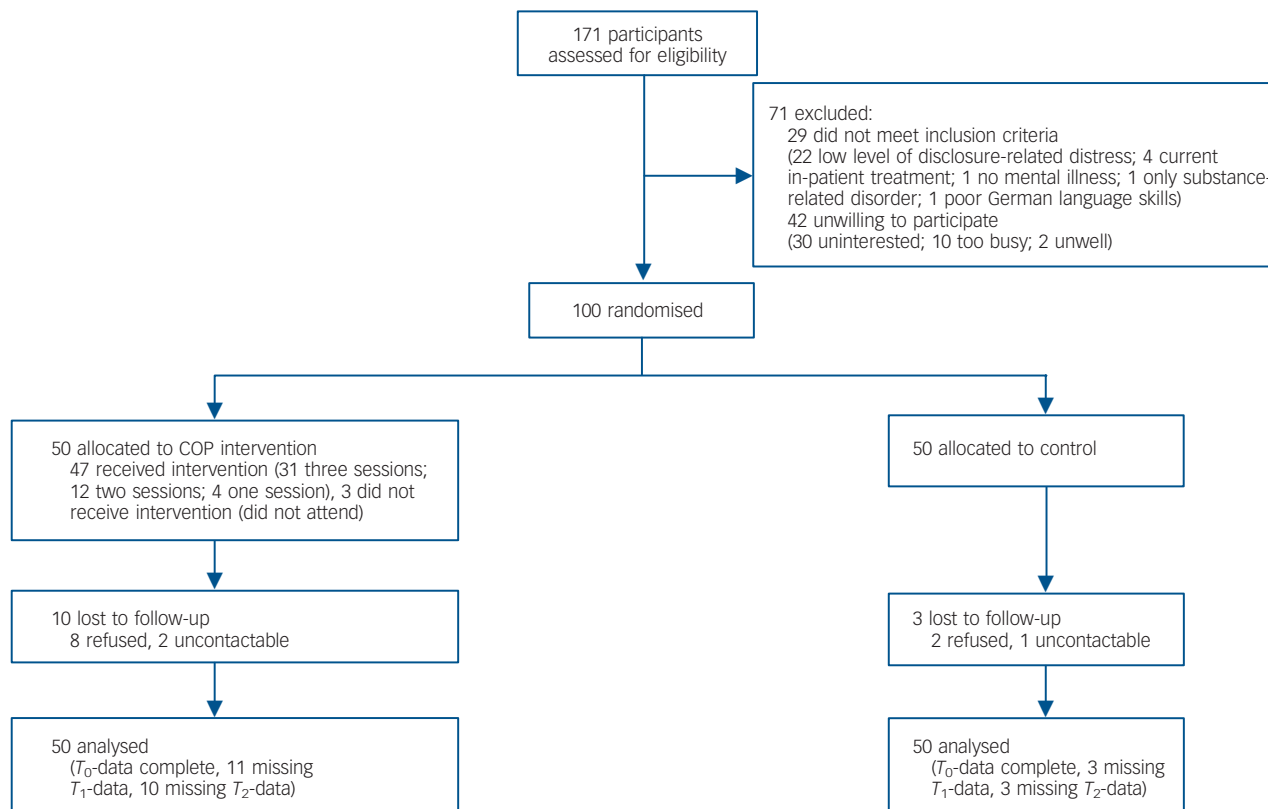 171 participants
assessed for eligibility
71 excluded:
29 did not meet inclusion criteria
(22 low level of disclosure-related distress; 4 current
in-patient treatment; 1 no mental illness; 1 only substance-
related disorder; 1 poor German language skills)
42 unwilling to participate
(30 uninterested; 10 too busy; 2 unwell)
100 randomised
50 allocated to COP intervention
47 received intervention (31 three sessions;
12 two sessions; 4 one session), 3 did not
receive intervention (did not attend)
50 allocated to control
10 lost to follow-up
8 refused, 2 uncontactable
3 lost to follow-up
2 refused, 1 uncontactable
50 analysed
(T₀-data complete, 11 missing
T₁-data, 10 missing T₂-data)
50 analysed
(T₀-data complete, 3 missing
T₁-data, 3 missing T₂-data)